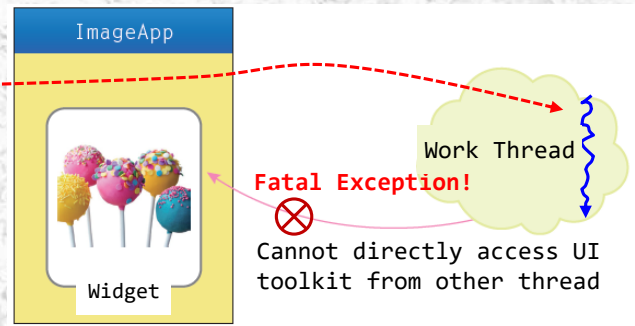 ImageApp
Work Thread
Fatal Exception!
Cannot directly access UI
toolkit from other thread
Widget